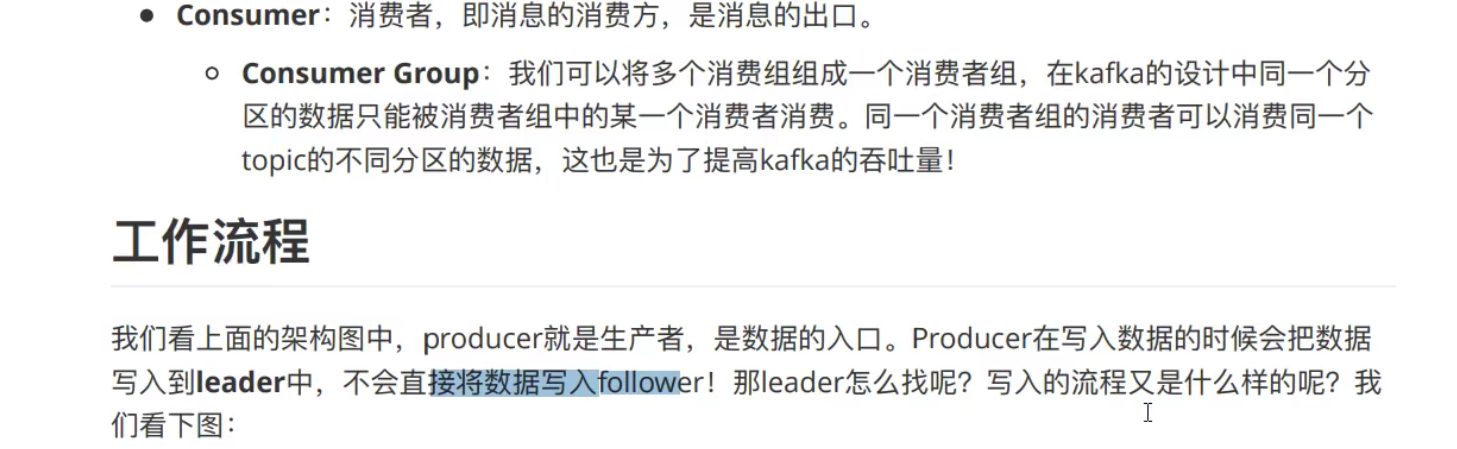 Consumer：消费者，即消息的消费方，是消息的出口。
Consumer Group：我们可以将多个消费组组成一个消费者组，在kafka的设计中同一个分
区的数据只能被消费者组中的某一个消费者消费。同一个消费者组的消费者可以消费同一个
topic的不同分区的数据，这也是为了提高kafka的吞吐量！
工作流程
我们看上面的架构图中，producer就是生产者，是数据的入口。Producer在写入数据的时候会把数据
写入到leader中，不会直接将数据写入follower！那leader怎么找呢？写入的流程又是什么样的呢？我
们看下图：